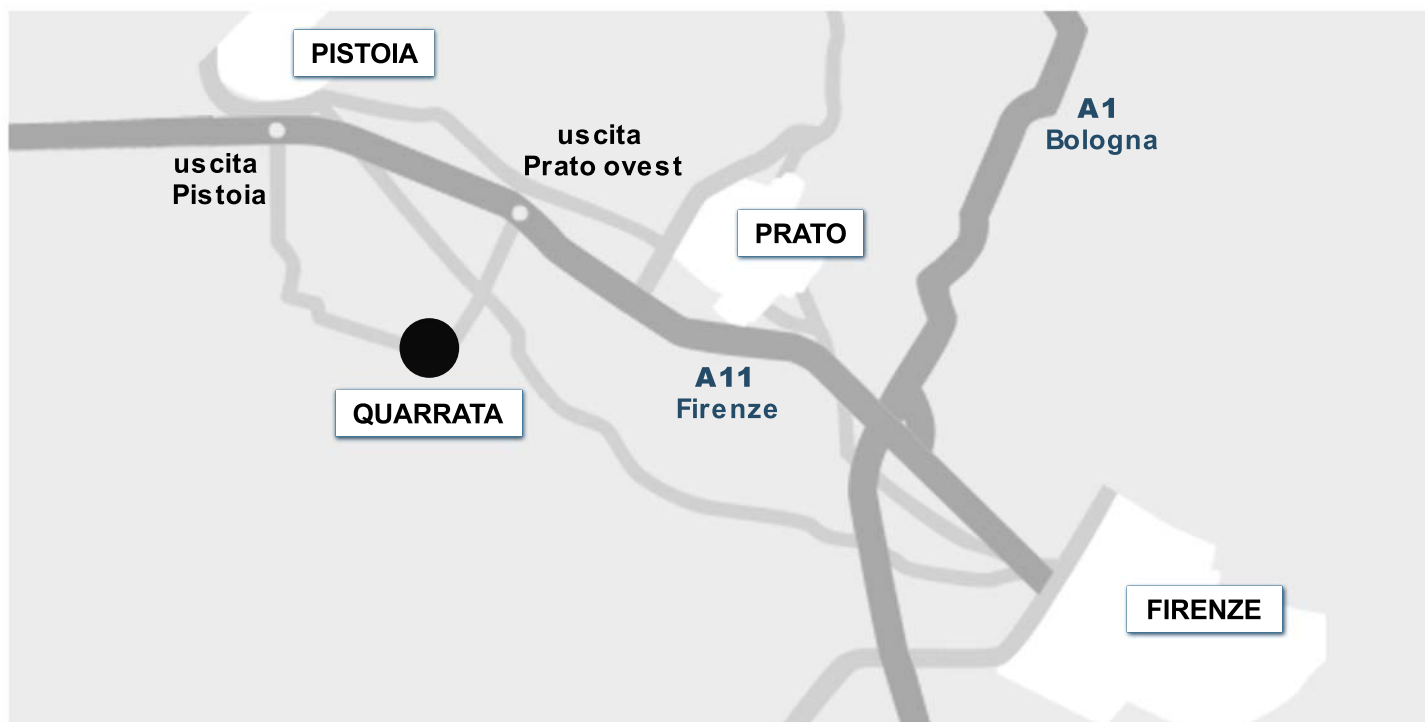 PISTOIA
A1
Bologna
uscita
Prato ovest
uscita
Pistoia
PRATO
A11
Firenze
QUARRATA
FIRENZE